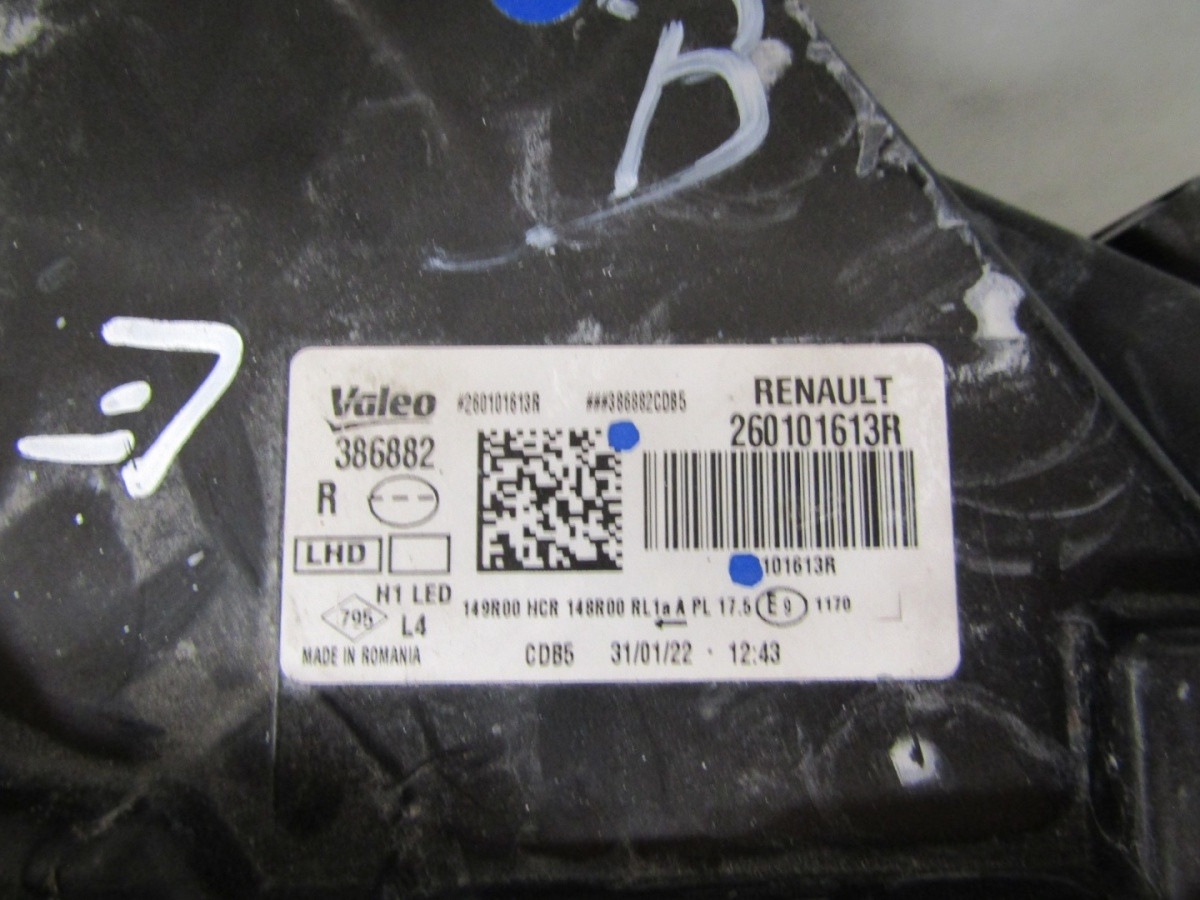 Valeo #260101613R ###386882CDB5 RENAULT
386882 260101613R
R
LHD
101613R
H1 LED
149R00 HCR 148R00 RL1a A PL 17.5 E9 1170
795 L4
MADE IN ROMANIA CDB5 31/01/22 · 12:43